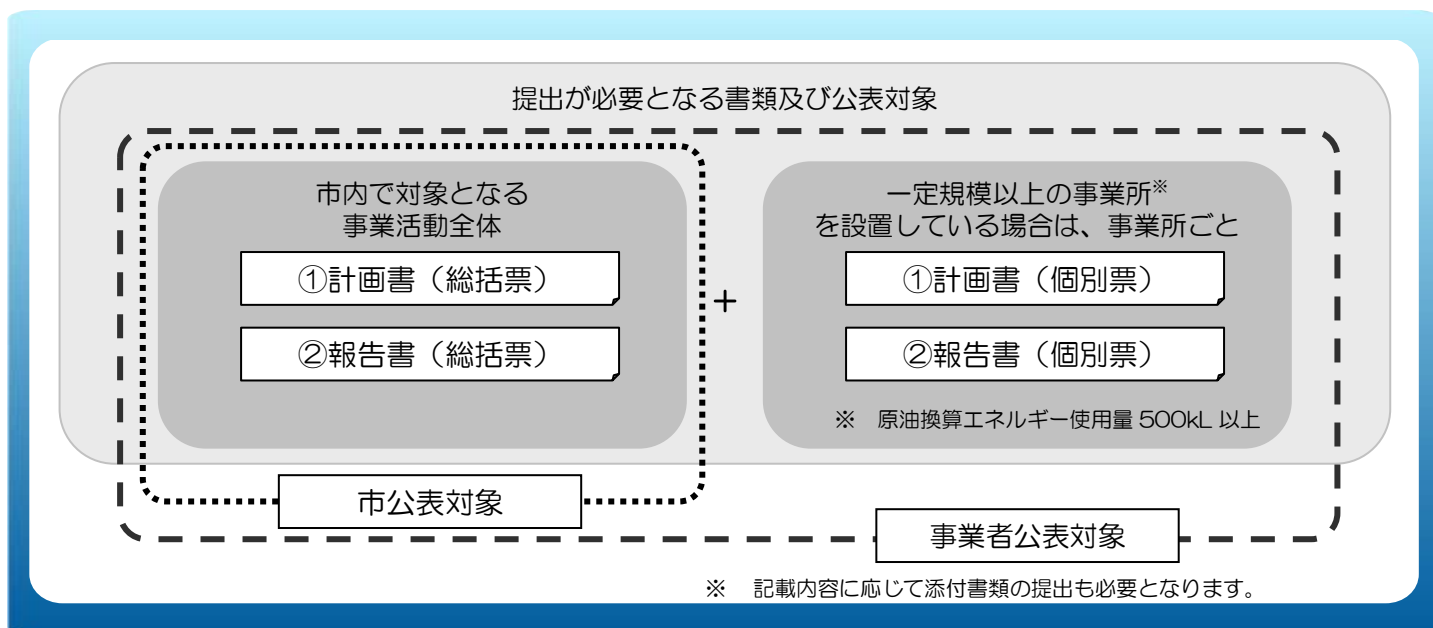 提出が必要となる書類及び公表対象
市内で対象となる
事業活動全体
①計画書（総括票）
②報告書（総括票）
＋
一定規模以上の事業所※
を設置している場合は、事業所ごと
①計画書（個別票）
②報告書（個別票）
※　原油換算エネルギー使用量 500kL 以上
市公表対象
事業者公表対象
※　記載内容に応じて添付書類の提出も必要となります。